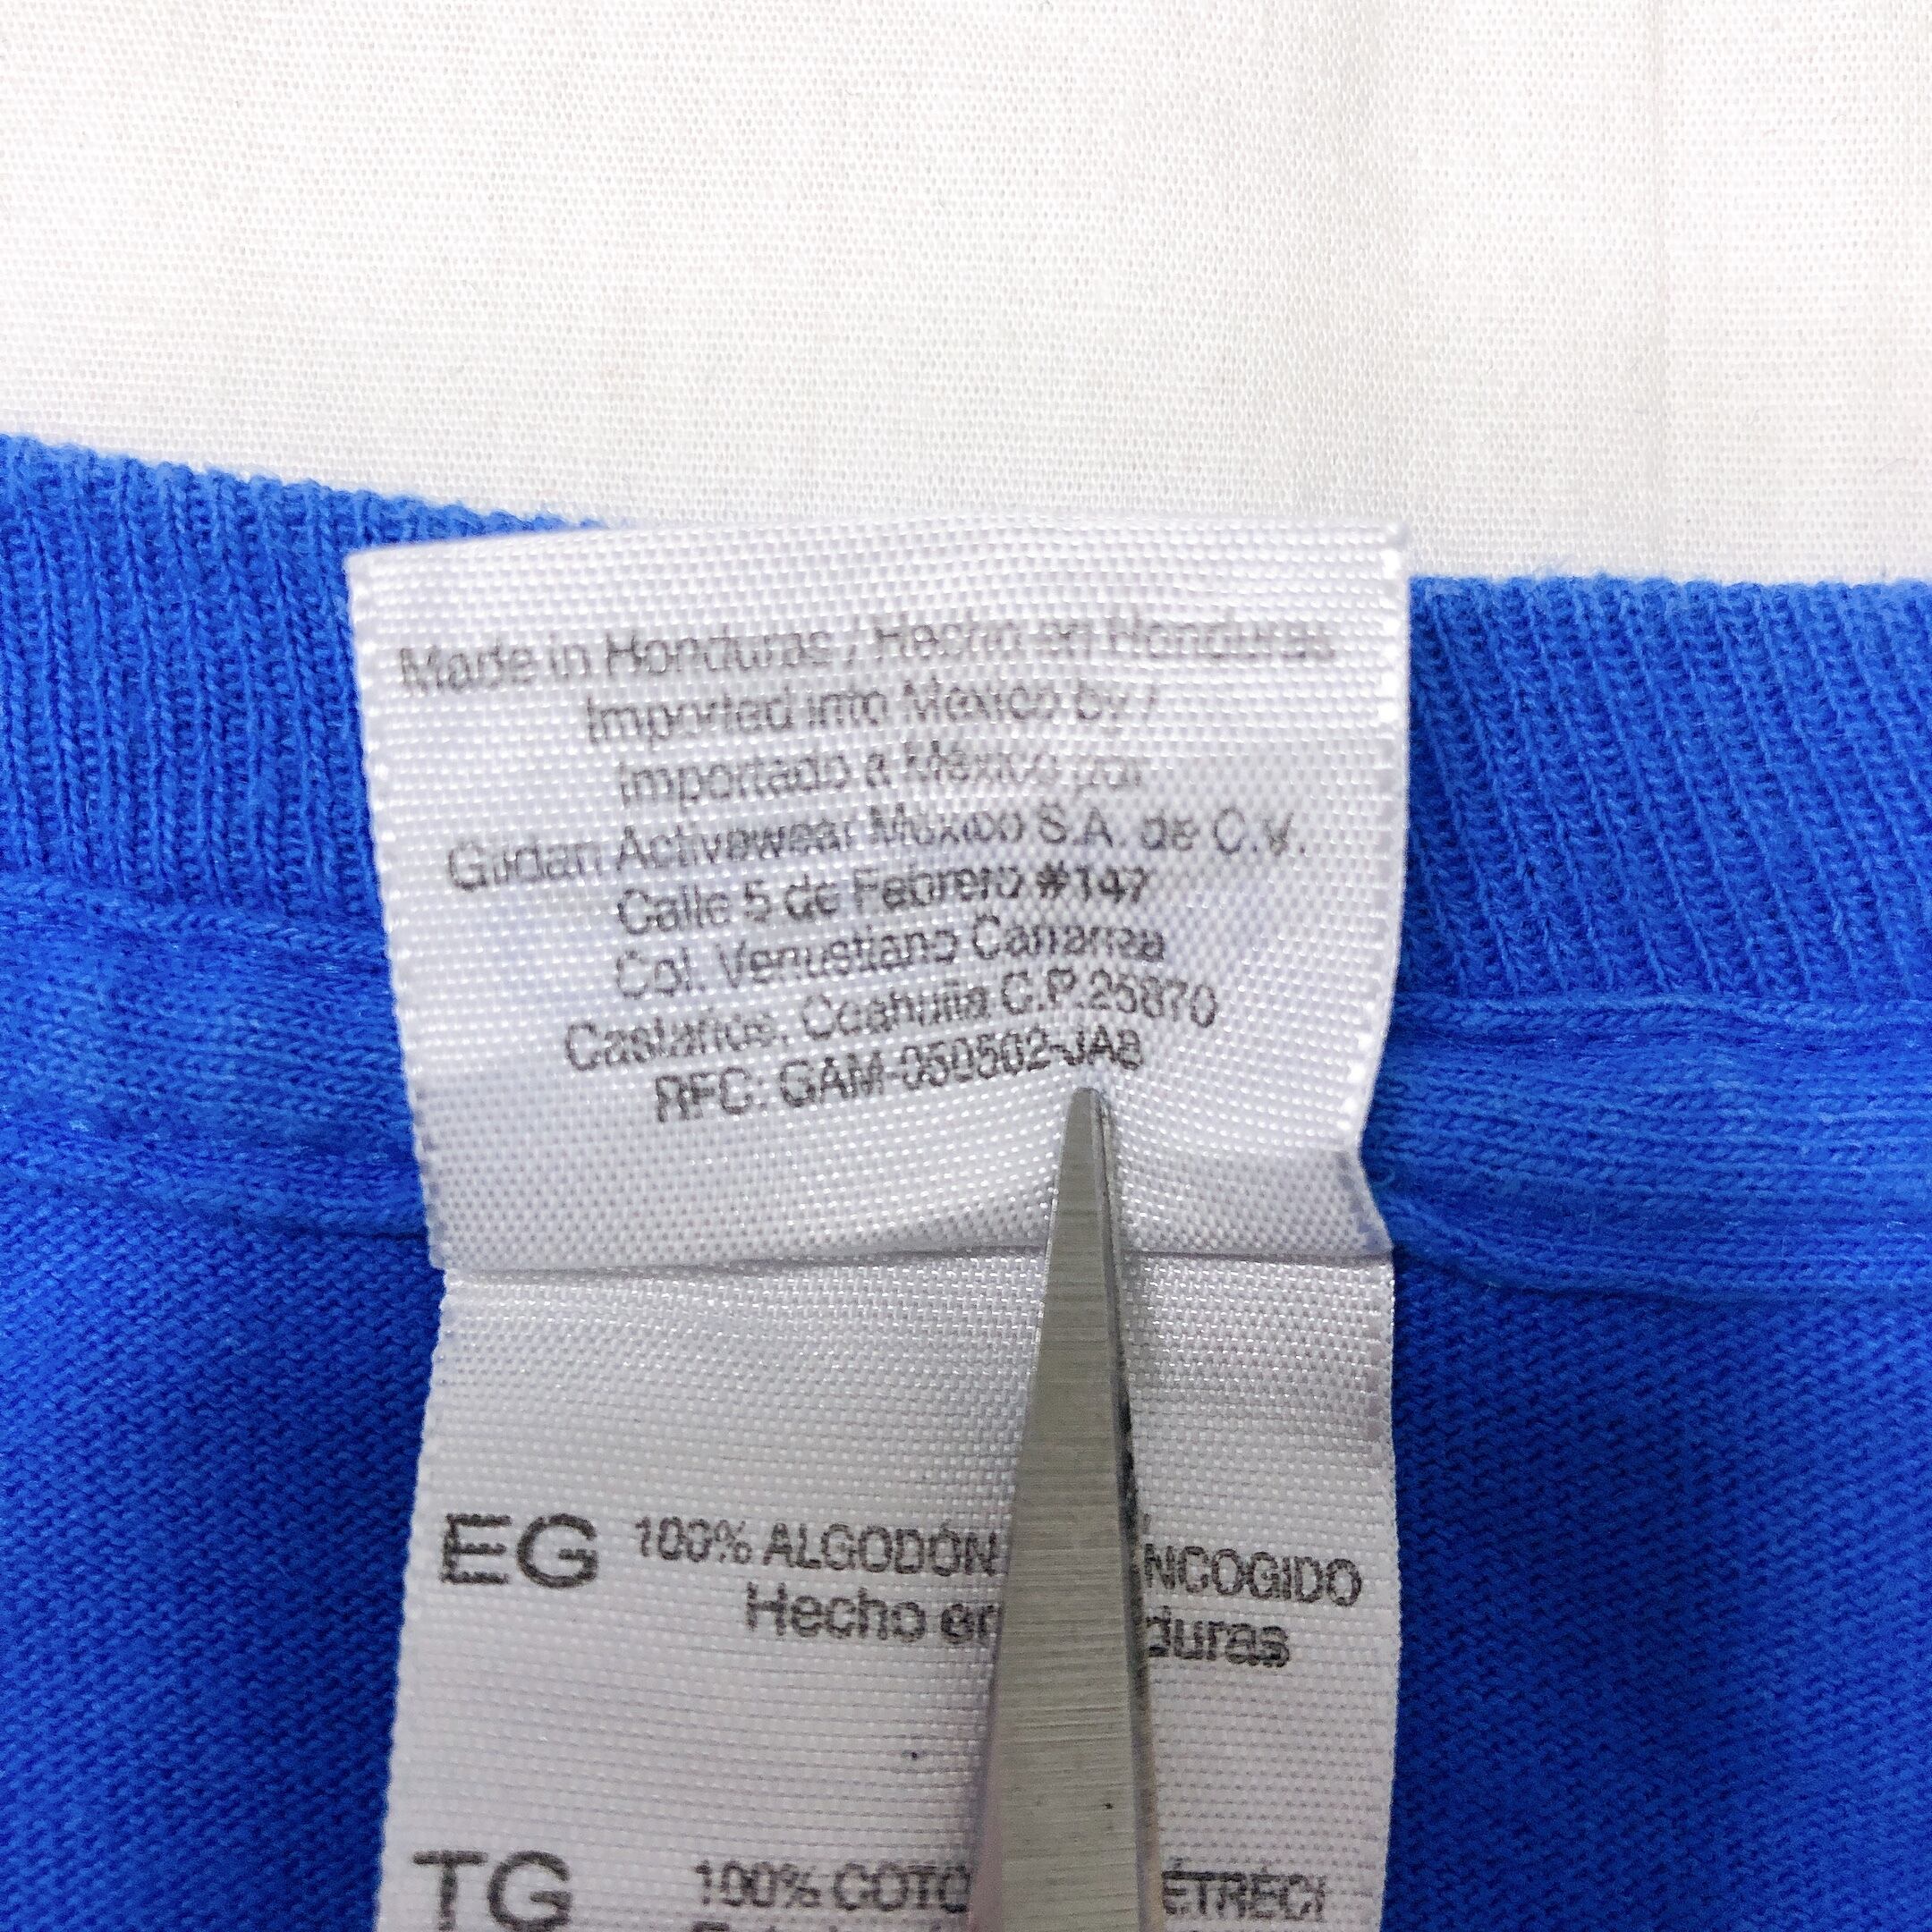 Made in Honduras / Hecho en Honduras
Imported into Mexico by /
Importado a México por
Gildan Activewear México S.A. de C.V.
Calle 5 de Febrero #147
Col. Venustiano Carranza
Castaños, Coahuila C.P.25870
RFC: GAM-050502-JA8
EG 100% ALGODÓN NCOGIDO
Hecho en duras
TG 100% COTO ÉTRÉCI